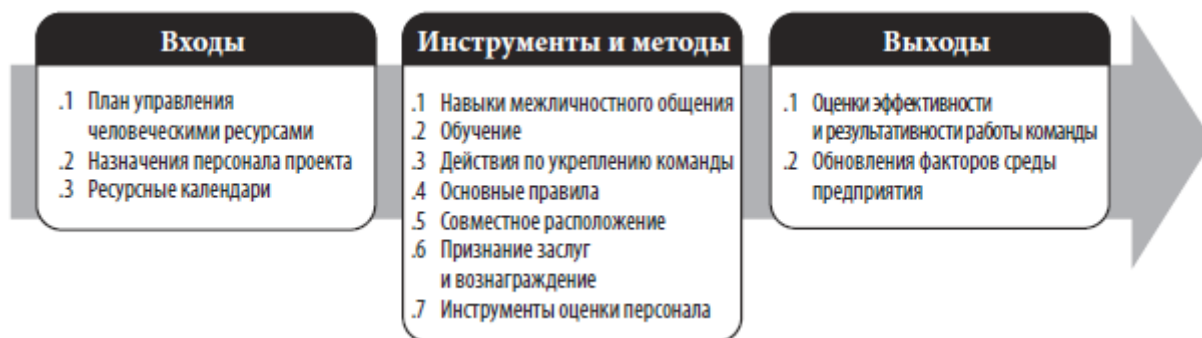 Входы
.1 План управления
человеческими ресурсами
.2 Назначения персонала проекта
.3 Ресурсные календари
Инструменты и методы
.1 Навыки межличностного общения
.2 Обучение
.3 Действия по укреплению команды
.4 Основные правила
.5 Совместное расположение
.6 Признание заслуг
и вознаграждение
.7 Инструменты оценки персонала
Выходы
.1 Оценки эффективности
и результативности работы команды
.2 Обновления факторов среды
предприятия